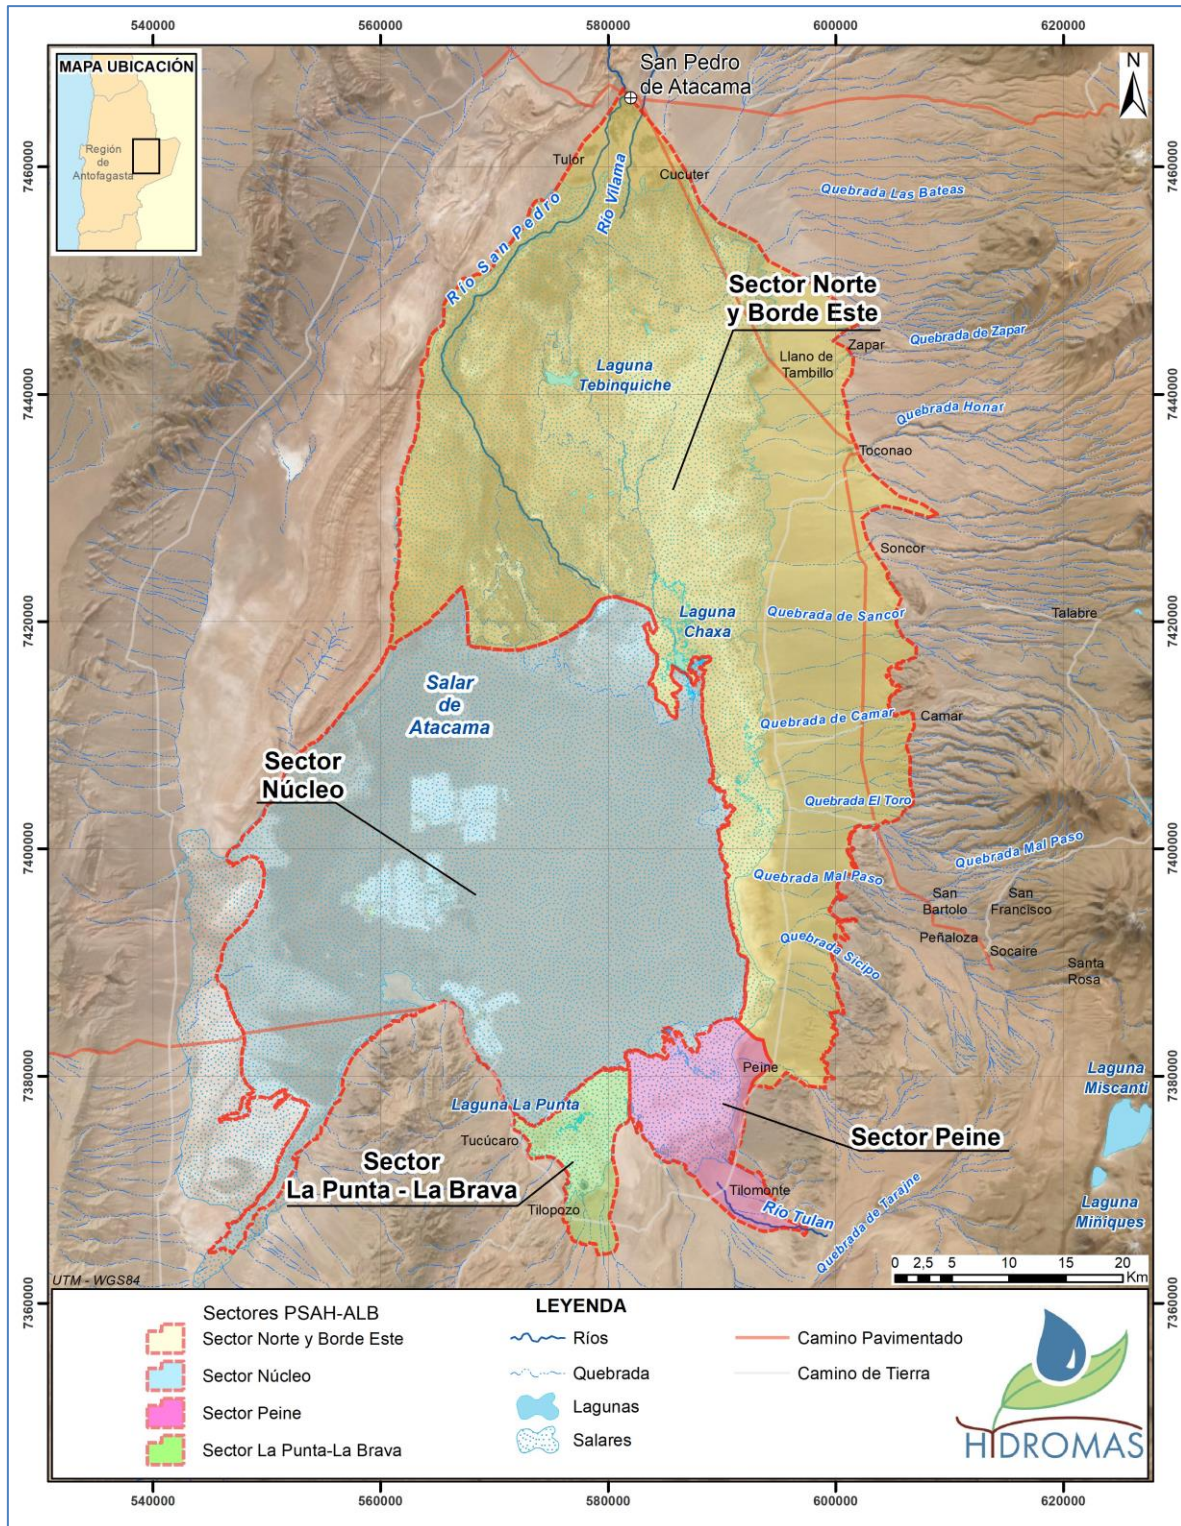 540000
560000
580000
600000
620000
MAPA UBICACIÓN
Región
de
Antofagasta
N
San Pedro
de Atacama
7460000
7460000
Tulor
Cucuter
Río Vilama
Río San Pedro
Quebrada Las Bateas
Sector Norte
y Borde Este
Quebrada de Zapar
Zapar
Llano de
Tambillo
Laguna
Tebinquiche
7440000
7440000
Quebrada Honar
Toconao
Soncor
7420000
7420000
Laguna
Chaxa
Quebrada de Sancor
Talabre
Salar
de
Atacama
Quebrada de Camar
Camar
Sector
Núcleo
Quebrada El Toro
7400000
7400000
Quebrada Mal Paso
Quebrada Mal Paso
San
Bartolo
San
Francisco
Peñaloza
Quebrada Sicipo
Socaire
Santa
Rosa
7380000
7380000
Peine
Laguna
Miscanti
Laguna La Punta
Tucúcaro
Sector Peine
Sector
La Punta - La Brava
Tilomonte
Tilopozo
Río Tulan
Quebrada de Tarajne
Laguna
Miñiques
UTM - WGS84
0 2,5 5 10 15 20
Km
7360000
7360000
LEYENDA
Sectores PSAH-ALB
Sector Norte y Borde Este
Sector Núcleo
Sector Peine
Sector La Punta-La Brava
Ríos
Quebrada
Lagunas
Salares
Camino Pavimentado
Camino de Tierra
HIDROMAS
540000
560000
580000
600000
620000